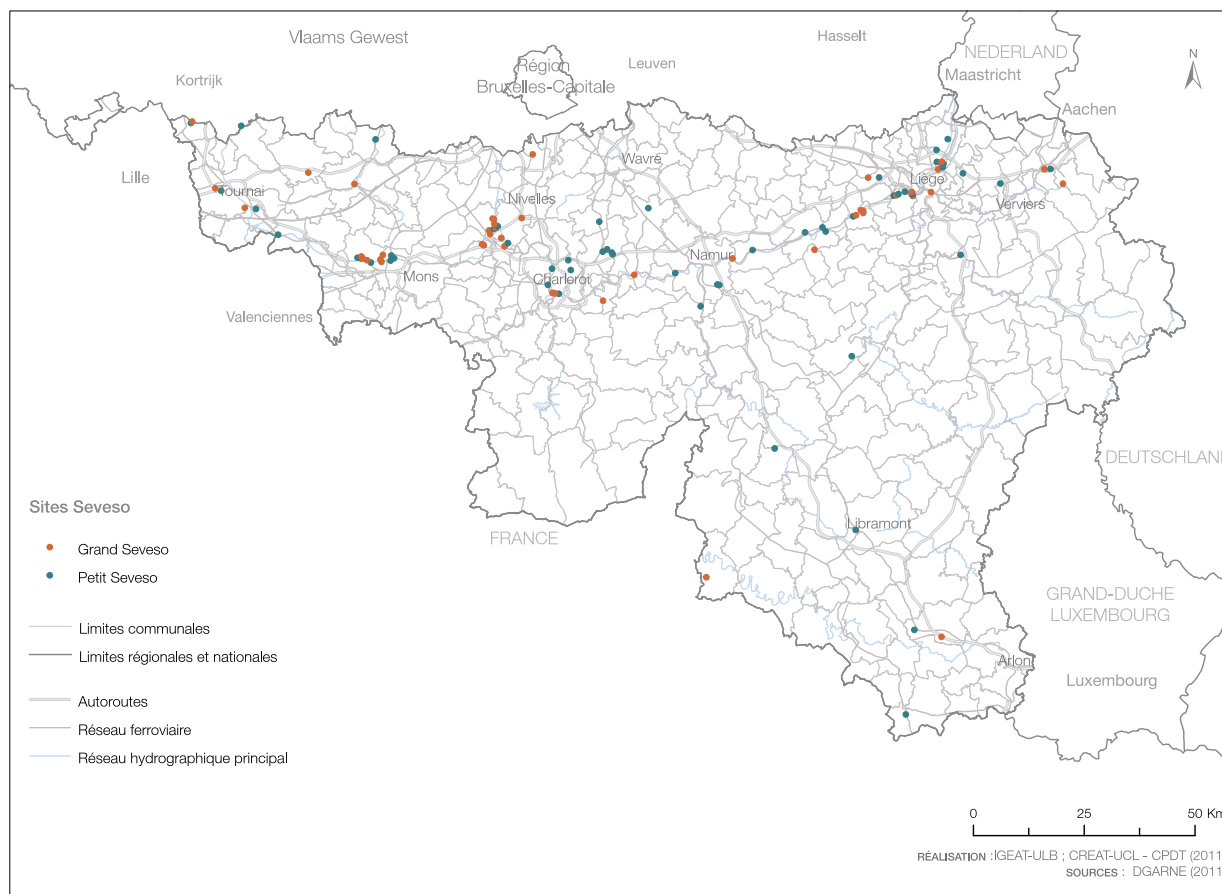 Vlaams Gewest
Hasselt
NEDERLAND
Maastricht
N
Région
Bruxelles-Capitale
Leuven
Kortrijk
Aachen
Wavre
Lille
Tournai
Nivelles
Liège
Verviers
Mons
Charleroi
Namur
Valenciennes
DEUTSCHLAND
Sites Seveso
Grand Seveso
Petit Seveso
FRANCE
Libramont
GRAND-DUCHE
LUXEMBOURG
Limites communales
Limites régionales et nationales
Arlon
Luxembourg
Autoroutes
Réseau ferroviaire
Réseau hydrographique principal
0 25 50 Km
RÉALISATION : IGEAT-ULB ; CREAT-UCL - CPDT (2011
SOURCES : DGARNE (2011